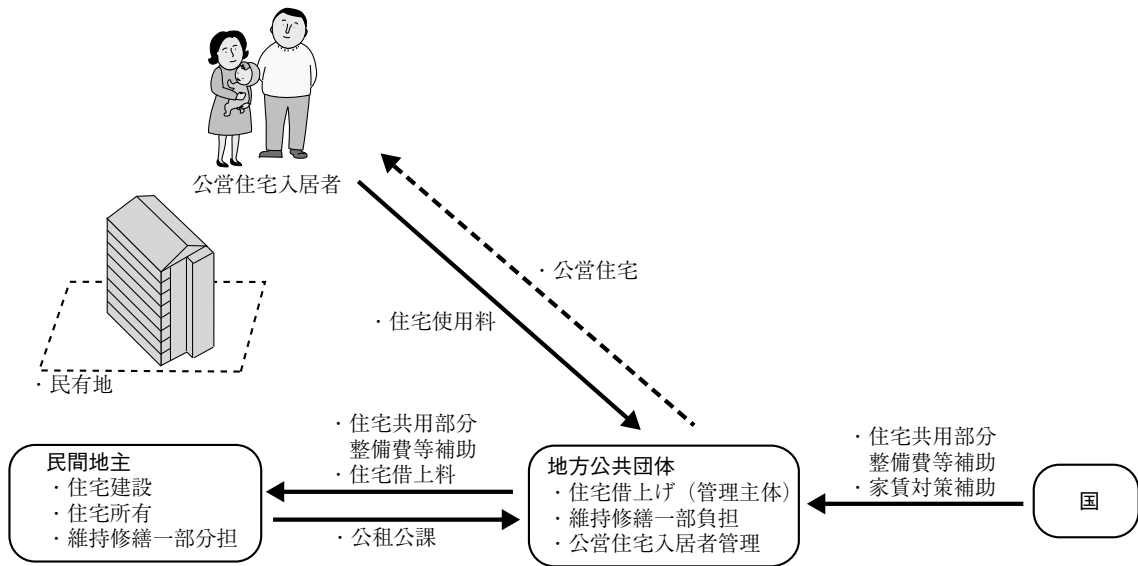 公営住宅入居者
・公営住宅
・住宅使用料
・民有地
・住宅共用部分
整備費等補助
・住宅借上料
・公租公課
・住宅共用部分
整備費等補助
・家賃対策補助
民間地主
・住宅建設
・住宅所有
・維持修繕一部分担
地方公共団体
・住宅借上げ（管理主体）
・維持修繕一部負担
・公営住宅入居者管理
国